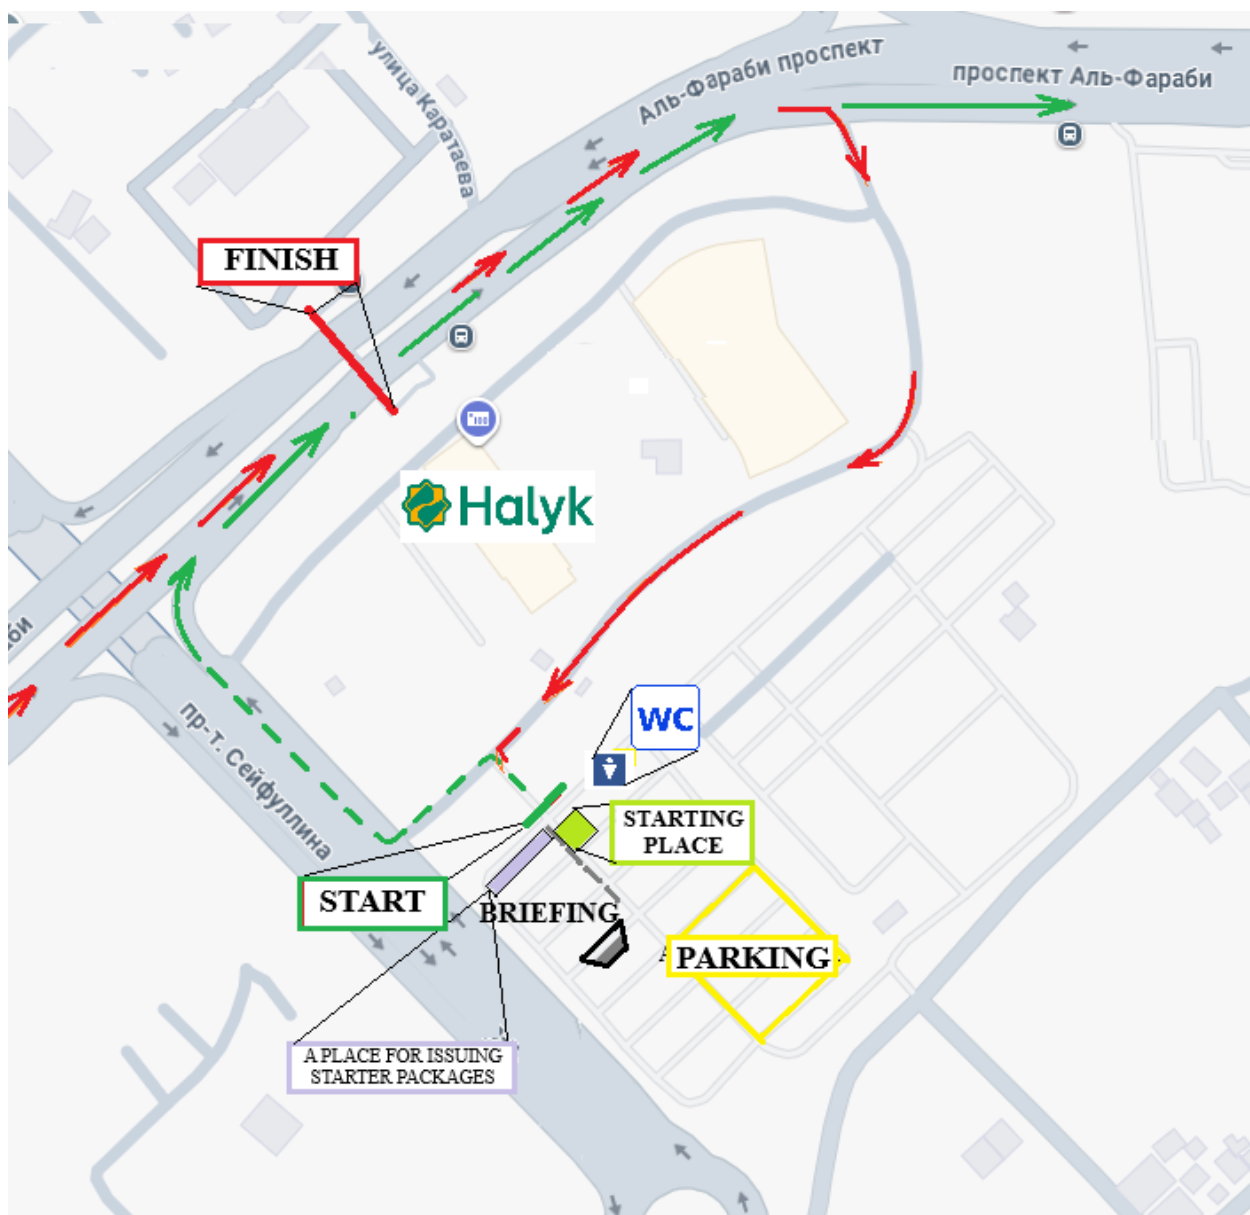 улица Каратаева
Аль-Фараби проспект
проспект Аль-Фараби
FINISH
Halyk
би
пр-т. Сейфуллина
WC
STARTING
PLACE
START
BRIEFING
PARKING
A PLACE FOR ISSUING
STARTER PACKAGES